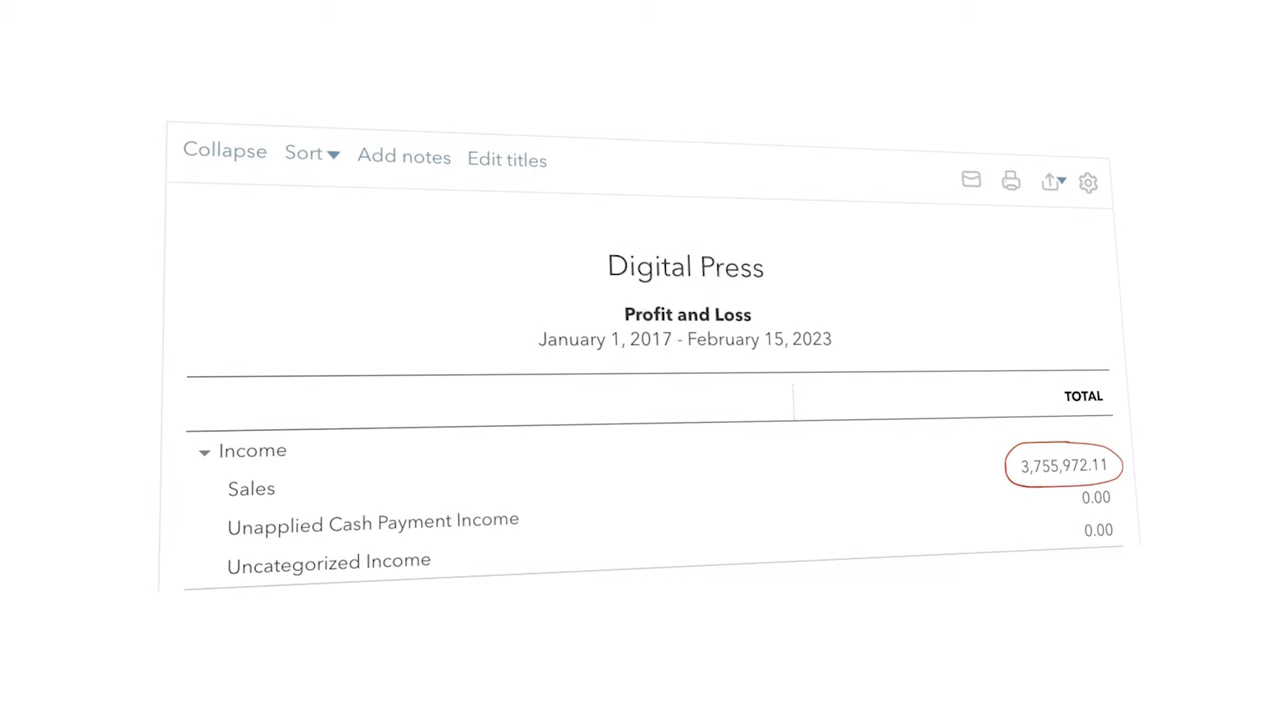 Collapse Sort Add notes Edit titles
Digital Press
Profit and Loss
January 1, 2017 - February 15, 2023
TOTAL
Income
Sales 3,755,972.11
Unapplied Cash Payment Income 0.00
Uncategorized Income 0.00